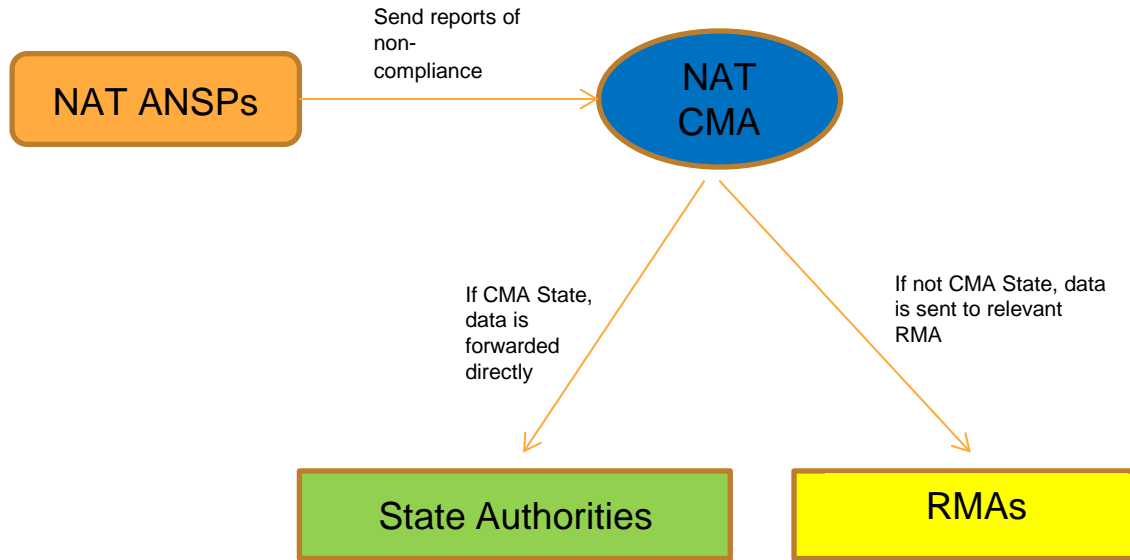 Send reports of
non-
compliance
NAT ANSPs
NAT
CMA
If CMA State,
data is
forwarded
directly
If not CMA State, data
is sent to relevant
RMA
State Authorities
RMAs